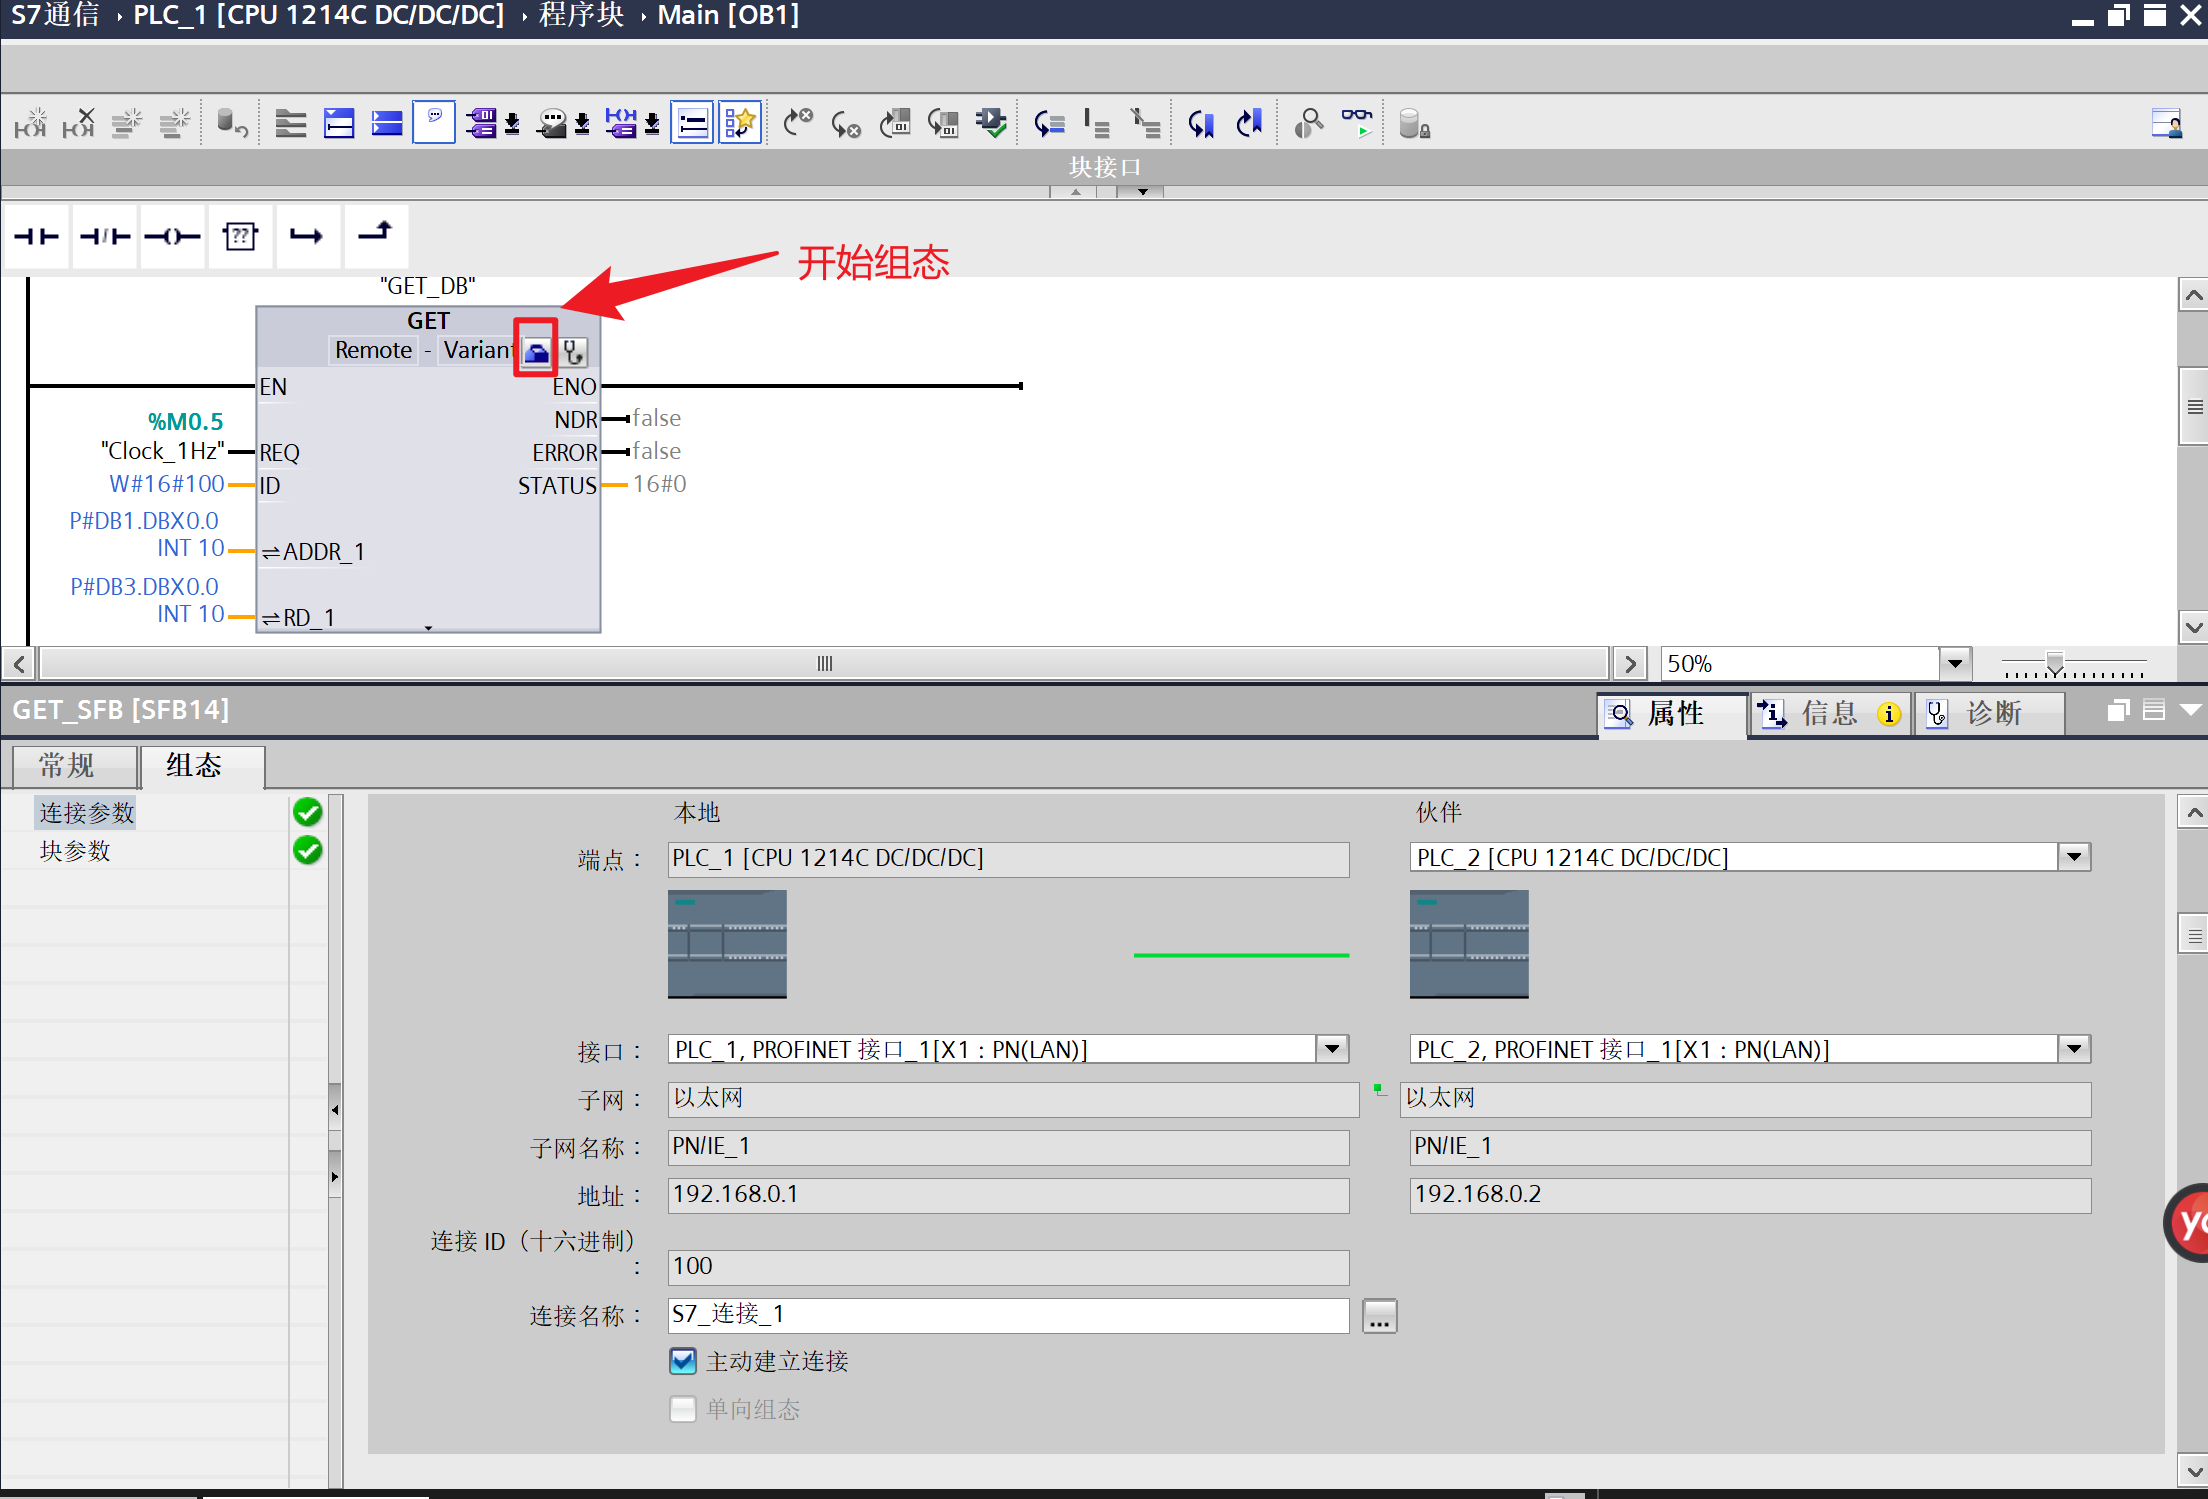 S7通信 › PLC_1 [CPU 1214C DC/DC/DC] › 程序块 › Main [OB1]
块接口
??
开始组态
"GET_DB"
GET
Remote - Variant
EN
ENO
NDR
false
%M0.5
"Clock_1Hz"
REQ
ERROR
false
W#16#100
ID
STATUS
16#0
P#DB1.DBX0.0
INT 10
ADDR_1
P#DB3.DBX0.0
INT 10
RD_1
50%
GET_SFB [SFB14]
属性
信息
诊断
常规
组态
连接参数
块参数
本地
伙伴
端点：
PLC_1 [CPU 1214C DC/DC/DC]
PLC_2 [CPU 1214C DC/DC/DC]
接口：
PLC_1, PROFINET 接口_1[X1 : PN(LAN)]
PLC_2, PROFINET 接口_1[X1 : PN(LAN)]
子网：
以太网
以太网
子网名称：
PN/IE_1
PN/IE_1
地址：
192.168.0.1
192.168.0.2
连接 ID（十六进制）
：
100
连接名称：
S7_连接_1
...
主动建立连接
单向组态